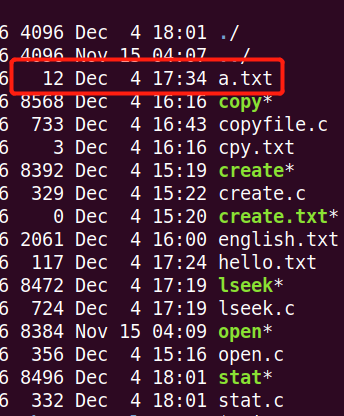 6 4096 Dec 4 18:01 ./
6 4096 Nov 15 04:07 ../
6 12 Dec 4 17:34 a.txt
6 8568 Dec 4 16:16 copy*
6 733 Dec 4 16:43 copyfile.c
6 3 Dec 4 16:16 cpy.txt
6 8392 Dec 4 15:19 create*
6 329 Dec 4 15:22 create.c
6 0 Dec 4 15:20 create.txt*
6 2061 Dec 4 16:00 english.txt
6 117 Dec 4 17:24 hello.txt
6 8472 Dec 4 17:19 lseek*
6 724 Dec 4 17:19 lseek.c
6 8384 Nov 15 04:09 open*
6 356 Dec 4 15:16 open.c
6 8496 Dec 4 18:01 stat*
6 332 Dec 4 18:01 stat.c